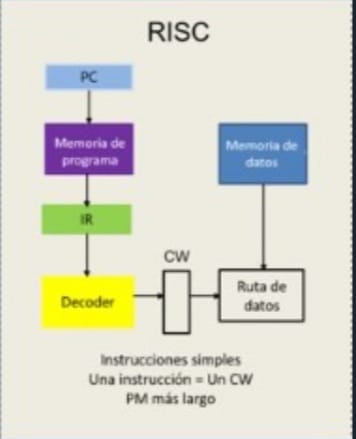 RISC
PC
Memoria de
programa
Memoria de
datos
IR
CW
Decoder
Ruta de
datos
Instrucciones simples
Una instrucción = Un CW
PM más largo